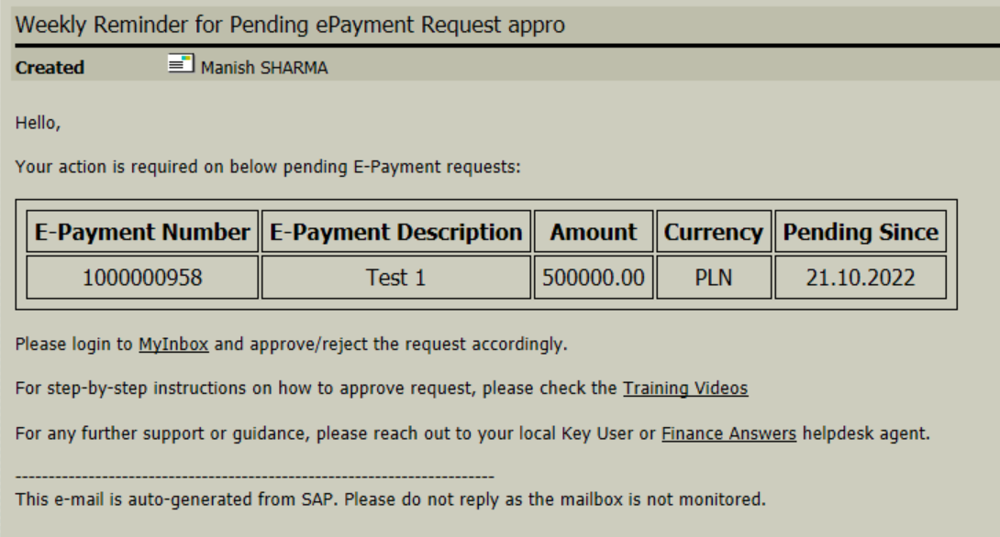 Weekly Reminder for Pending ePayment Request appro
Created Manish SHARMA
Hello,
Your action is required on below pending E-Payment requests:
E-Payment Number E-Payment Description Amount Currency Pending Since
1000000958 Test 1 500000.00 PLN 21.10.2022
Please login to MyInbox and approve/reject the request accordingly.
For step-by-step instructions on how to approve request, please check the Training Videos
For any further support or guidance, please reach out to your local Key User or Finance Answers helpdesk agent.
------------------------------------------------------------------------
This e-mail is auto-generated from SAP. Please do not reply as the mailbox is not monitored.